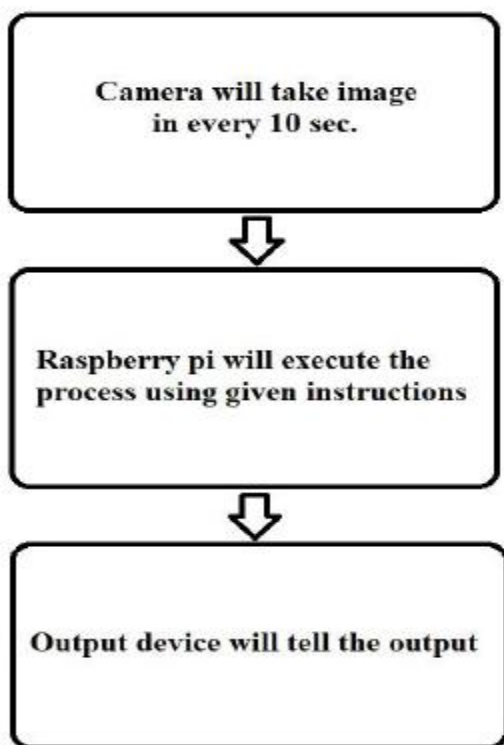 Camera will take image
in every 10 sec.
Raspberry pi will execute the
process using given instructions
Output device will tell the output